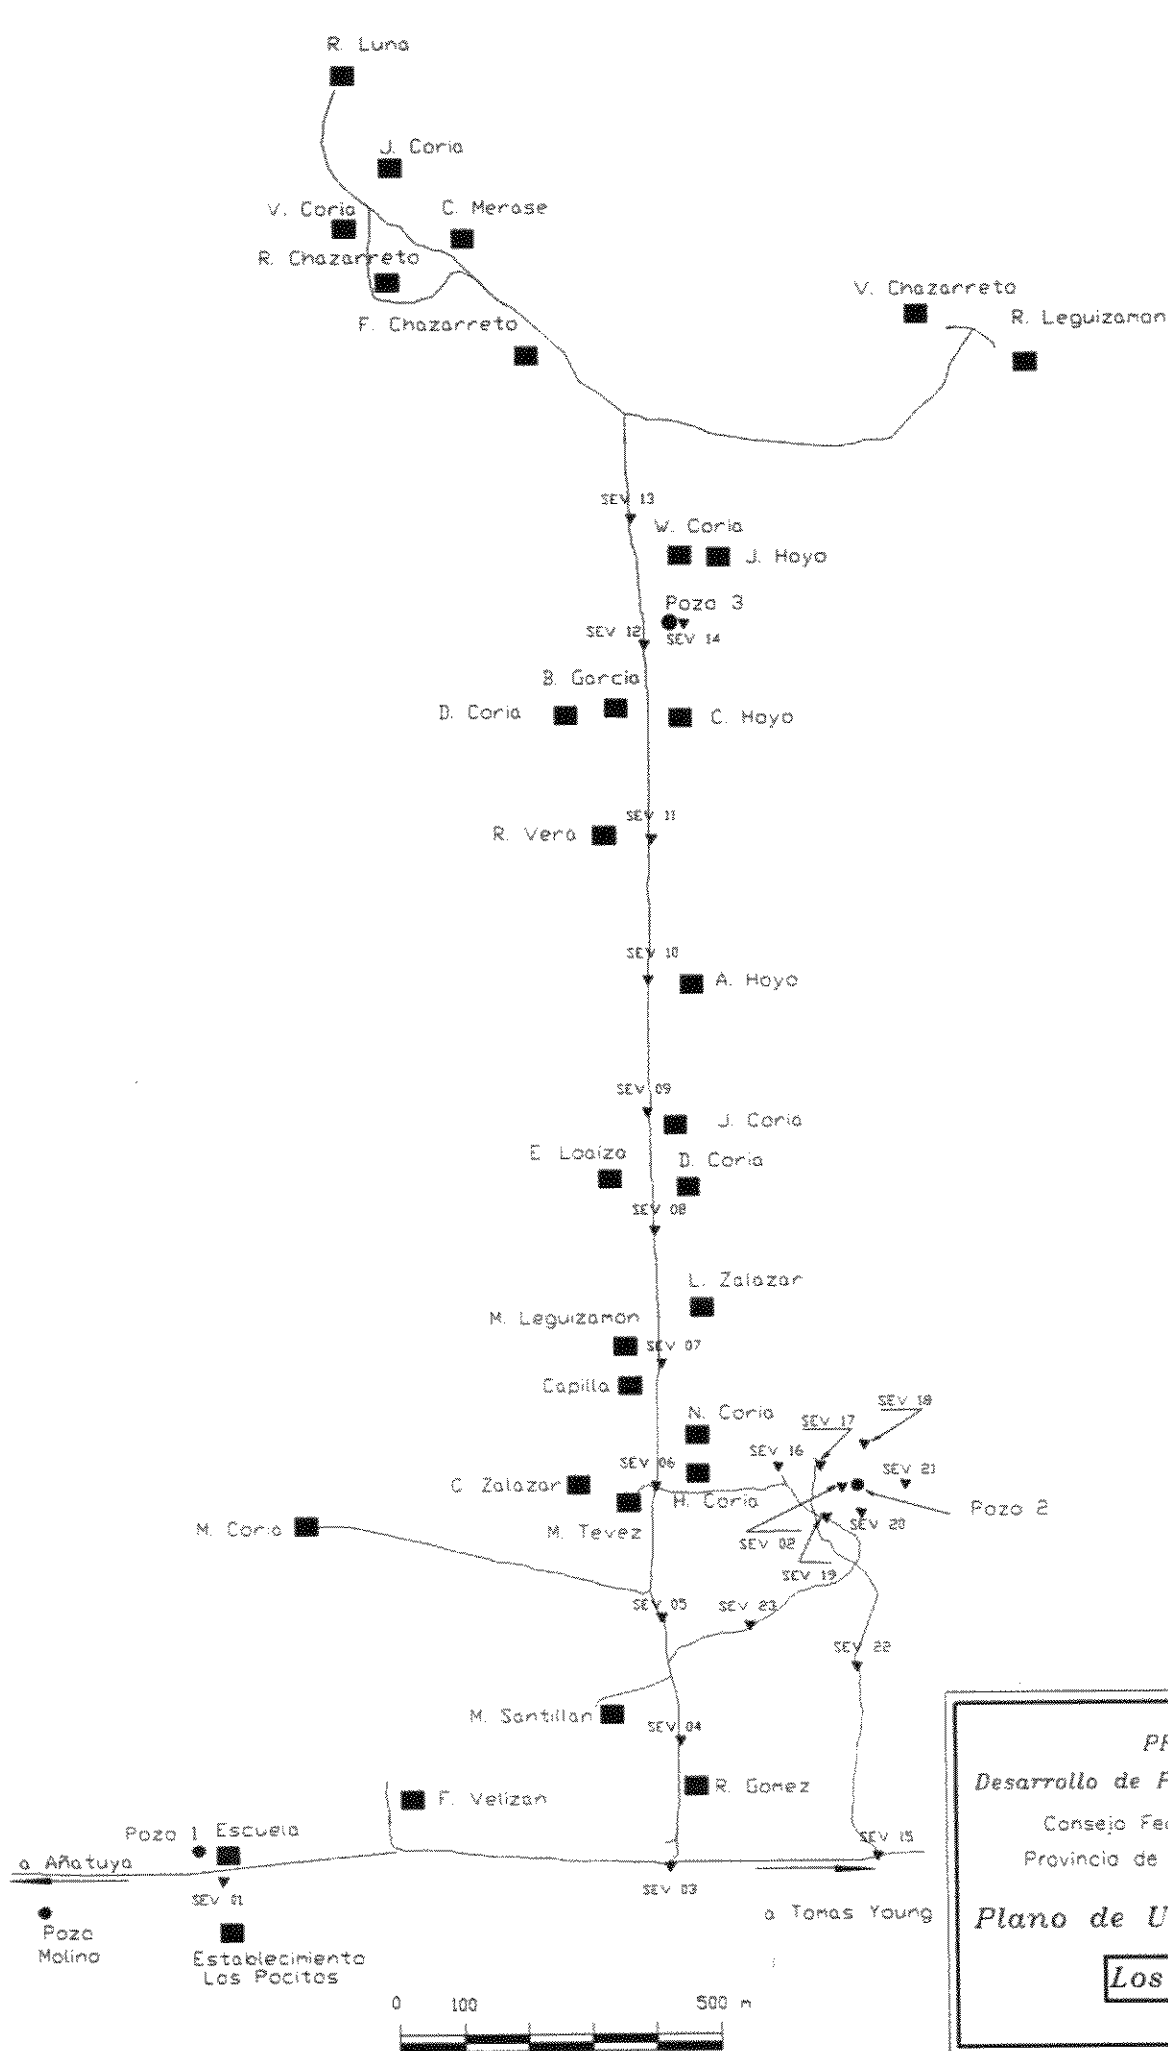 R. Luna
J. Coria
V. Coria
C. Merase
R. Chazarreto
V. Chazarreto
F. Chazarreto
R. Leguizamon
SEV 13
W. Coria
J. Hoyo
Pozo 3
SEV 12
SEV 14
B. Garcia
D. Coria
C. Hoyo
SEV 11
R. Vera
SEV 10
A. Hoyo
SEV 09
J. Coria
E. Loaiza
D. Coria
SEV 08
L. Zalazar
M. Leguizamon
SEV 07
Capilla
N. Coria
SEV 17
SEV 18
SEV 16
SEV 06
C. Zalazar
SEV 21
H. Coria
Pozo 2
M. Coria
M. Tevez
SEV 20
SEV 02
SEV 19
SEV 05
SEV 23
SEV 22
M. Santillan
SEV 04
R. Gomez
F. Velizan
Pozo 1
Escuela
SEV 15
a Añatuya
SEV 01
SEV 03
a Tomas Young
Pozo
Molino
Establecimiento
Los Pocitos
0 100 500 m
Desarrollo de
Consejo
Provincia de
Plano de
Los